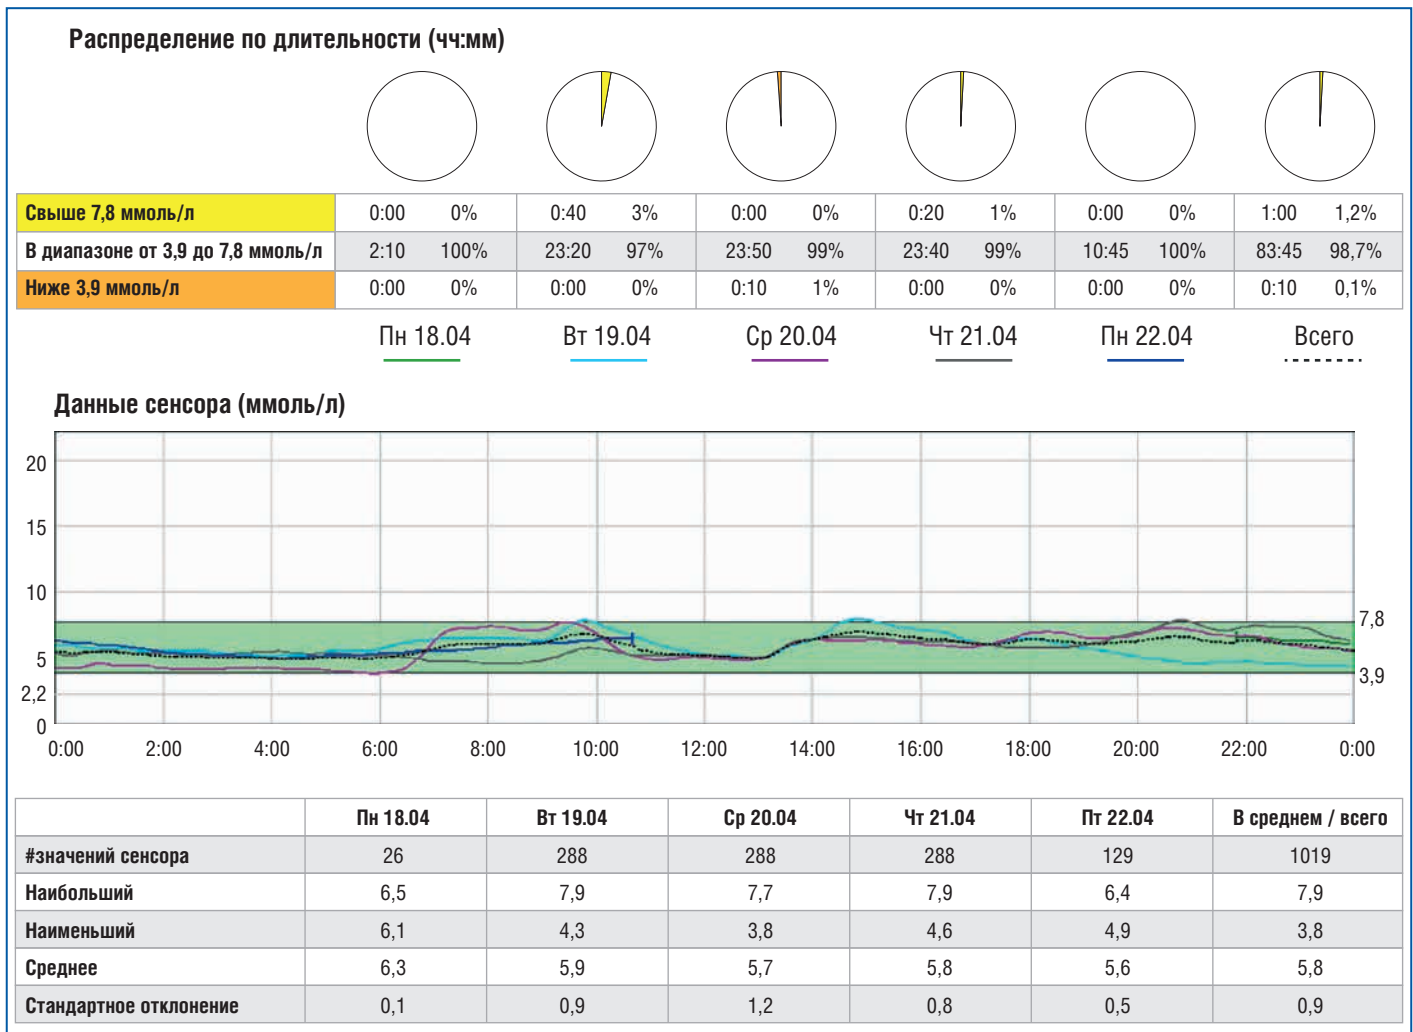 Распределение по длительности (чч:мм)
Свыше 7,8 ммоль/л 0:00 0% 0:40 3% 0:00 0% 0:20 1% 0:00 0% 1:00 1,2%
В диапазоне от 3,9 до 7,8 ммоль/л 2:10 100% 23:20 97% 23:50 99% 23:40 99% 10:45 100% 83:45 98,7%
Ниже 3,9 ммоль/л 0:00 0% 0:00 0% 0:10 1% 0:00 0% 0:00 0% 0:10 0,1%
Пн 18.04 Вт 19.04 Ср 20.04 Чт 21.04 Пн 22.04 Всего
Данные сенсора (ммоль/л)
20
15
10
7,8
5
3,9
2,2
0
0:00 2:00 4:00 6:00 8:00 10:00 12:00 14:00 16:00 18:00 20:00 22:00 0:00
Пн 18.04 Вт 19.04 Ср 20.04 Чт 21.04 Пт 22.04 В среднем / всего
#значений сенсора 26 288 288 288 129 1019
Наибольший 6,5 7,9 7,7 7,9 6,4 7,9
Наименьший 6,1 4,3 3,8 4,6 4,9 3,8
Среднее 6,3 5,9 5,7 5,8 5,6 5,8
Стандартное отклонение 0,1 0,9 1,2 0,8 0,5 0,9